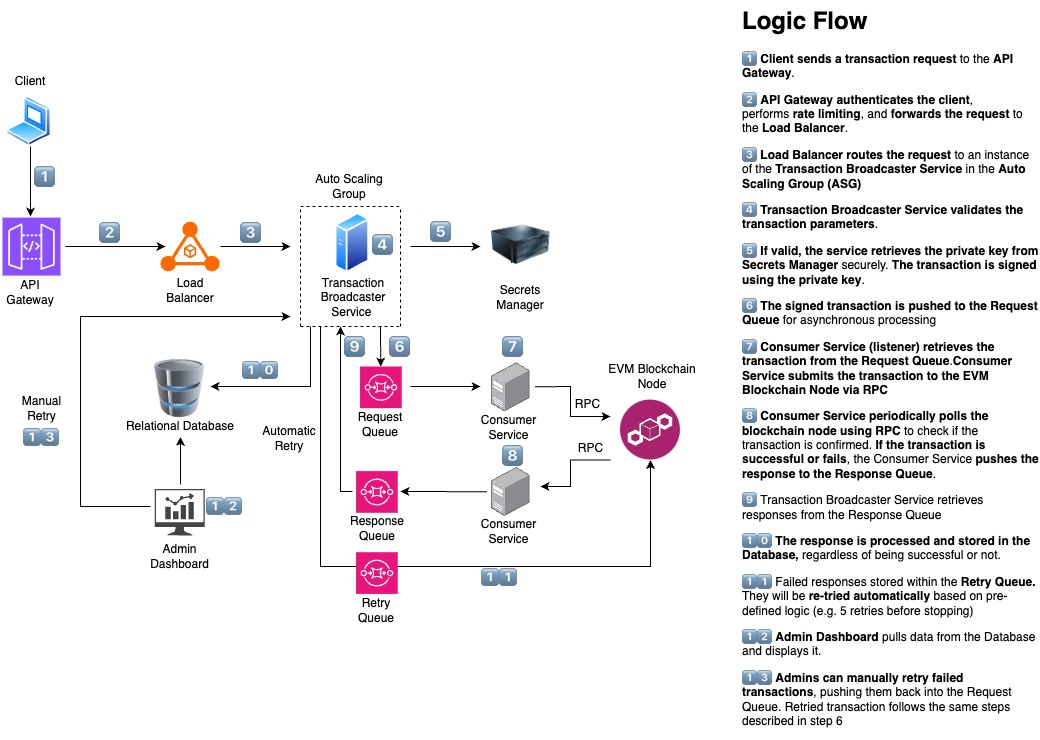 Client
1
API
Gateway
2
Load
Balancer
3
Auto Scaling
Group
4
Transaction
Broadcaster
Service
5
Secrets
Manager
9
6
7
10
Relational Database
Request
Queue
Consumer
Service
RPC
EVM Blockchain
Node
Manual
Retry
13
Automatic
Retry
8
RPC
12
Admin
Dashboard
Response
Queue
Consumer
Service
11
Retry
Queue
Logic Flow
1 Client sends a transaction request to the API
Gateway.
2 API Gateway authenticates the client,
performs rate limiting, and forwards the request to
the Load Balancer.
3 Load Balancer routes the request to an instance
of the Transaction Broadcaster Service in the Auto
Scaling Group (ASG)
4 Transaction Broadcaster Service validates the
transaction parameters.
5 If valid, the service retrieves the private key from
Secrets Manager securely. The transaction is signed
using the private key.
6 The signed transaction is pushed to the Request
Queue for asynchronous processing
7 Consumer Service (listener) retrieves the
transaction from the Request Queue.Consumer
Service submits the transaction to the EVM
Blockchain Node via RPC
8 Consumer Service periodically polls the
blockchain node using RPC to check if the
transaction is confirmed. If the transaction is
successful or fails, the Consumer Service pushes the
response to the Response Queue.
9 Transaction Broadcaster Service retrieves
responses from the Response Queue
10 The response is processed and stored in the
Database, regardless of being successful or not.
11 Failed responses stored within the Retry Queue.
They will be re-tried automatically based on pre-
defined logic (e.g. 5 retries before stopping)
12 Admin Dashboard pulls data from the Database
and displays it.
13 Admins can manually retry failed
transactions, pushing them back into the Request
Queue. Retried transaction follows the same steps
described in step 6